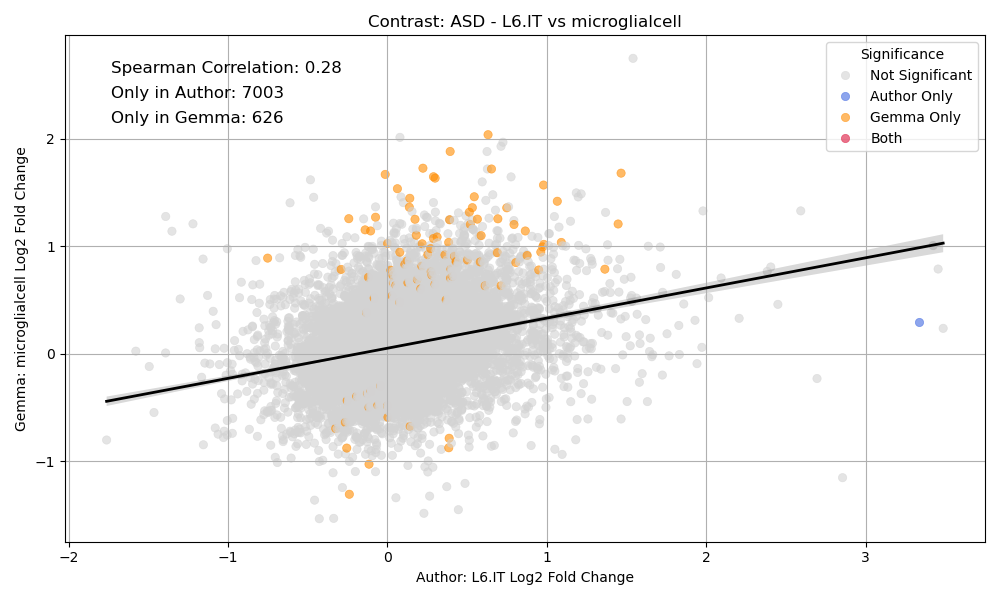 Contrast: ASD - L6.IT vs microglialcell
Spearman Correlation: 0.28
Only in Author: 7003
Only in Gemma: 626
Significance
Not Significant
Author Only
Gemma Only
Both
Gemma: microglialcell Log2 Fold Change
2
1
0
−1
−2
−1
0
1
2
3
Author: L6.IT Log2 Fold Change